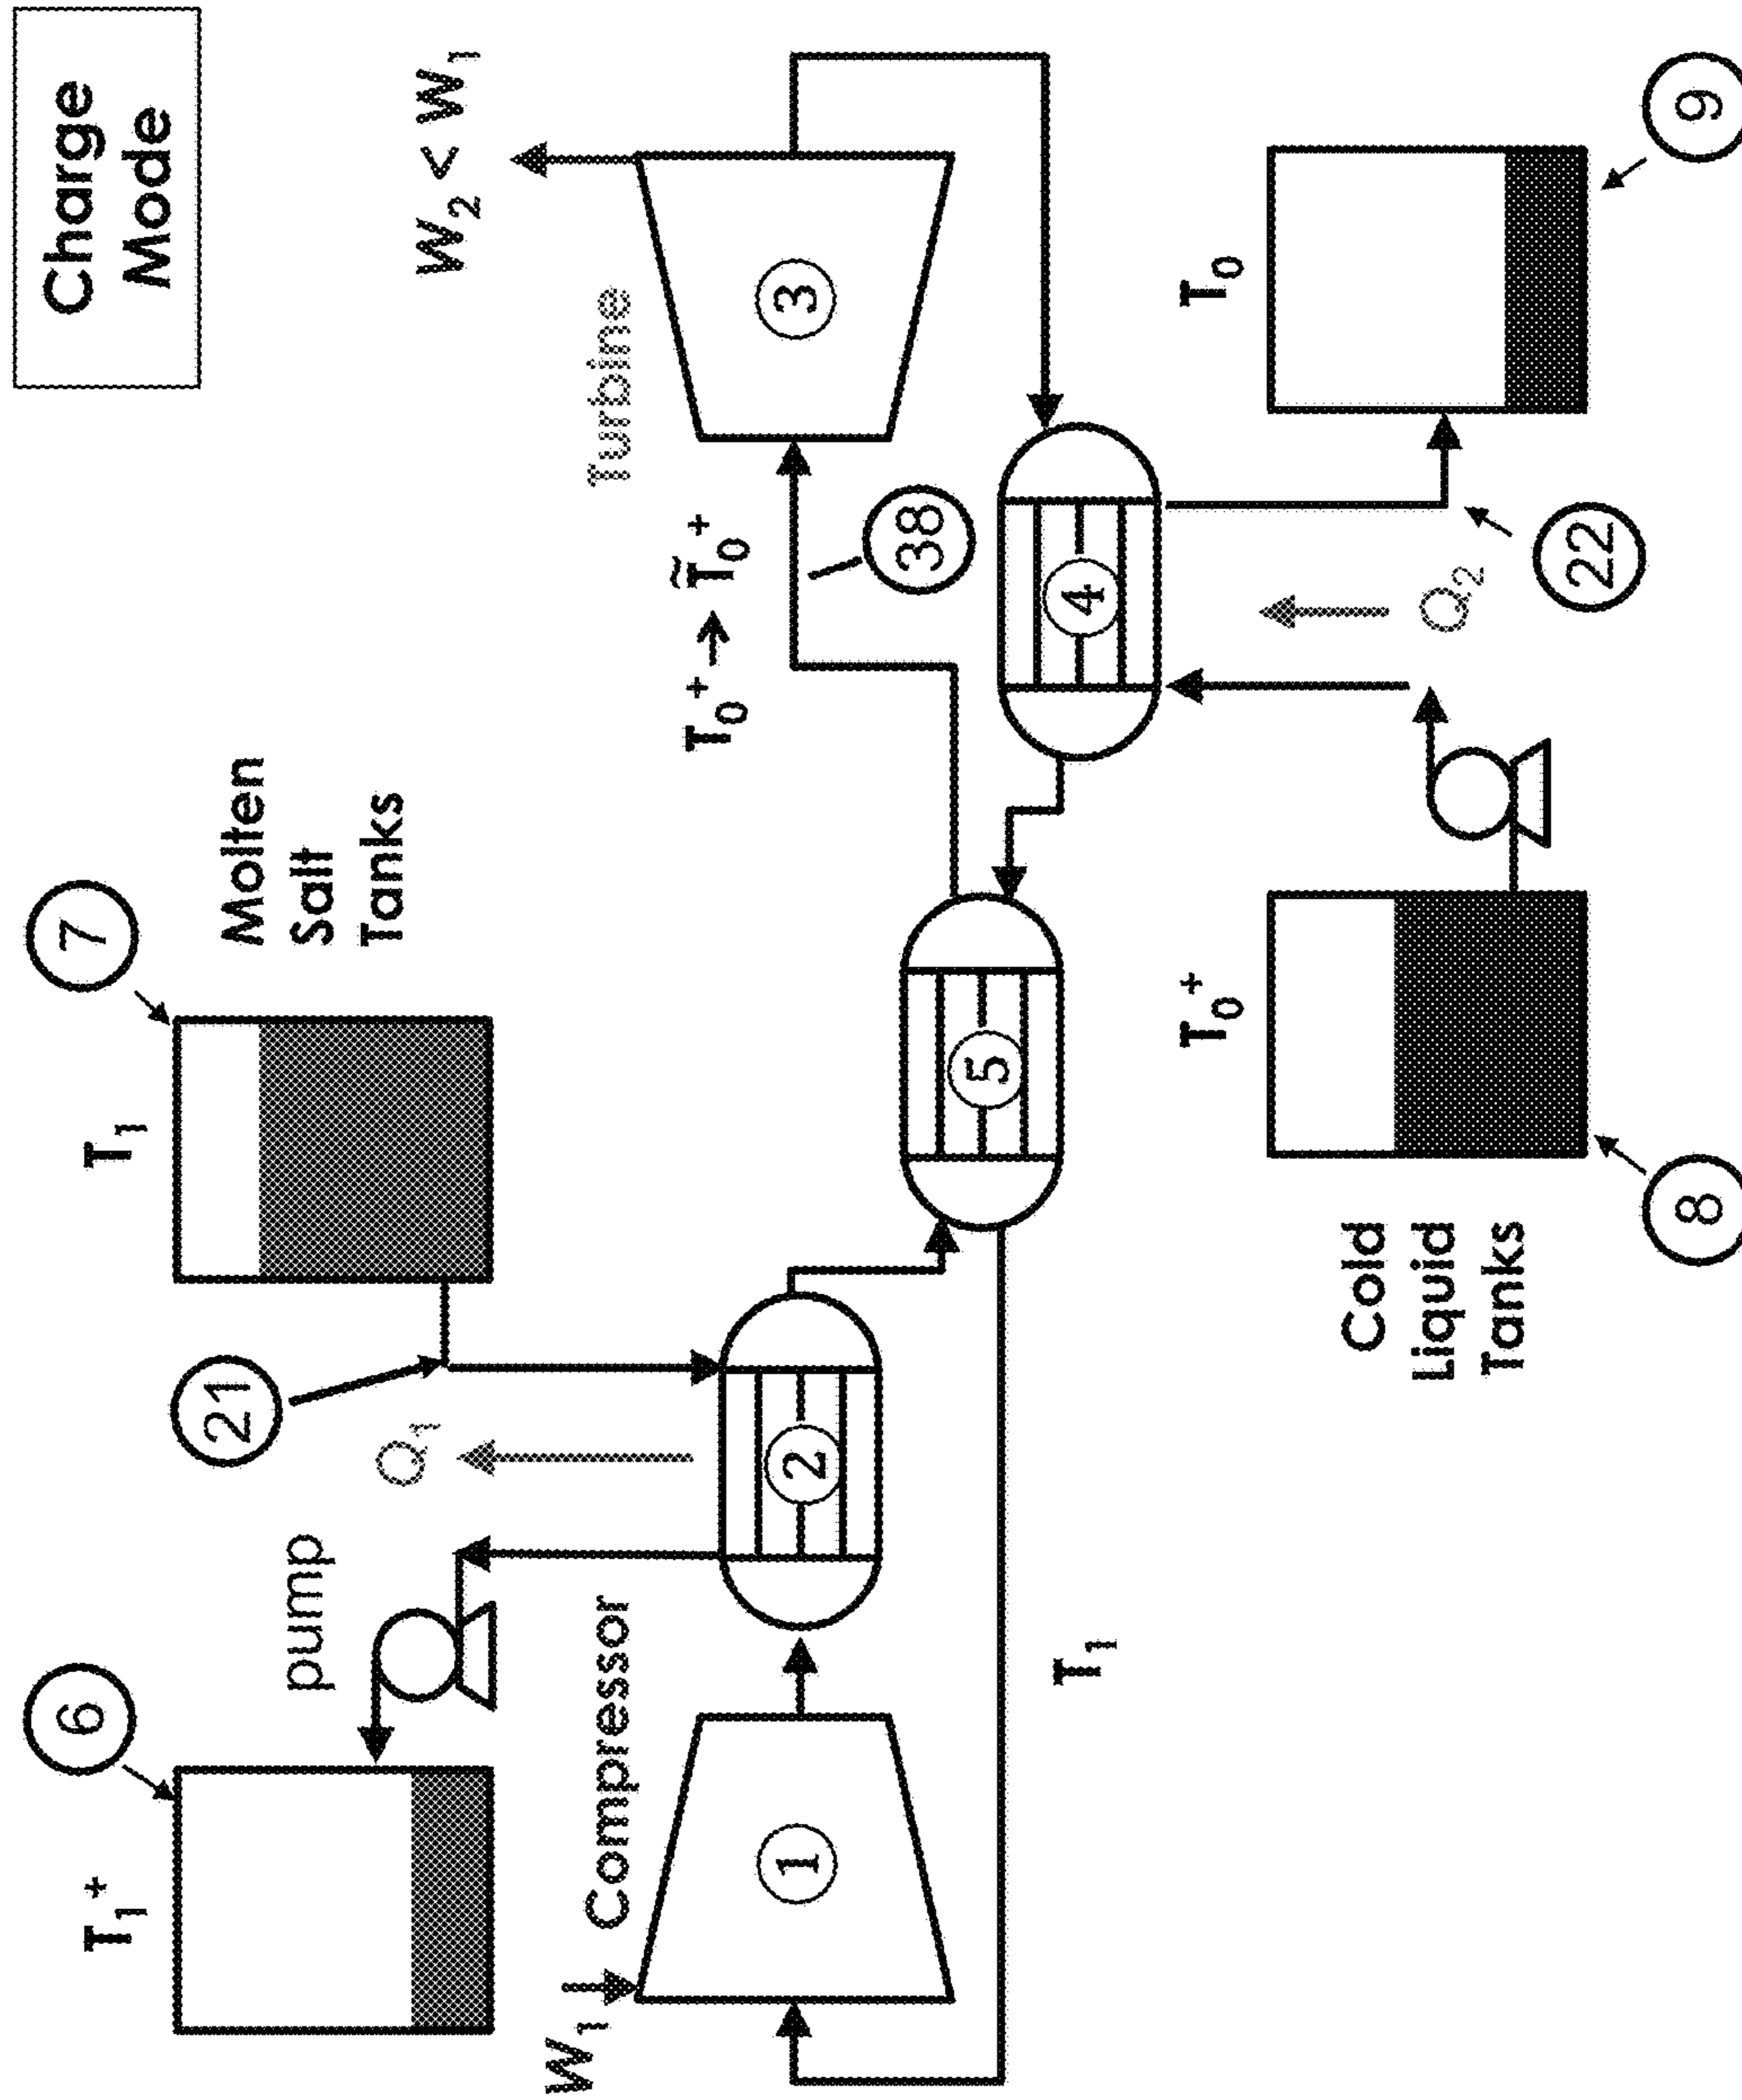 Charge
Mode
T₁⁺
6
pump
Q₁
21
T₁
7
Molten
Salt
Tanks
W₁
Compressor
1
2
T₁
5
T₀⁺ → T̃₀⁺
38
Turbine
3
W₂ < W₁
4
Q₂
22
Cold
Liquid
Tanks
T₀⁺
8
T₀
9